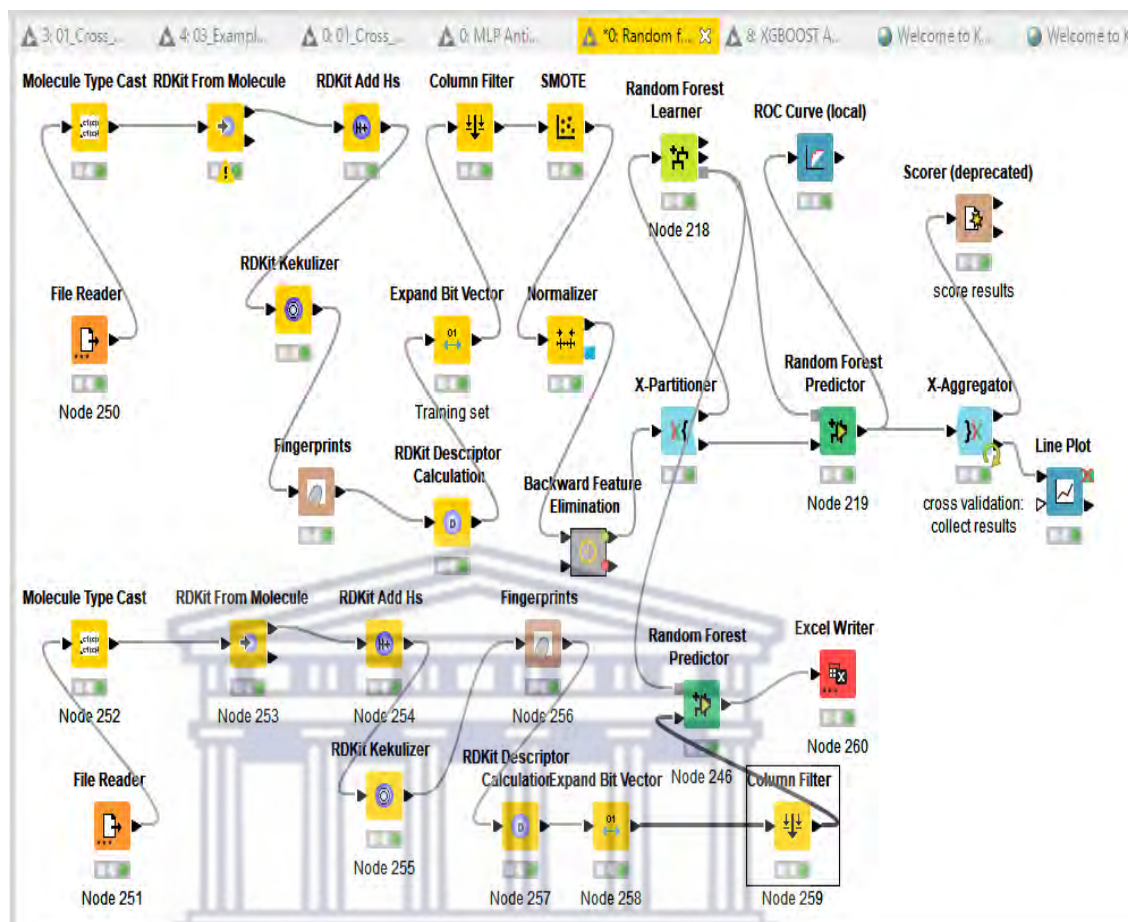 3: 01_Cross_...
4: 03_Exampl...
0: 01_Cross_...
0: MLP Anti...
*0: Random f...
8: XGBOOST A...
Welcome to K...
Welcome to K
Molecule Type Cast
RDKit From Molecule
RDKit Add Hs
Column Filter
SMOTE
Random Forest
Learner
ROC Curve (local)
Scorer (deprecated)
Node 218
score results
File Reader
RDKit Kekulizer
Expand Bit Vector
Normalizer
Node 250
Training set
X-Partitioner
Random Forest
Predictor
X-Aggregator
Line Plot
Fingerprints
RDKit Descriptor
Calculation
Backward Feature
Elimination
Node 219
cross validation:
collect results
Molecule Type Cast
RDKit From Molecule
RDKit Add Hs
Fingerprints
Random Forest
Predictor
Excel Writer
Node 252
Node 253
Node 254
Node 256
Node 246
Node 260
File Reader
RDKit Kekulizer
RDKit Descriptor
Calculation
Expand Bit Vector
Column Filter
Node 251
Node 255
Node 257
Node 258
Node 259